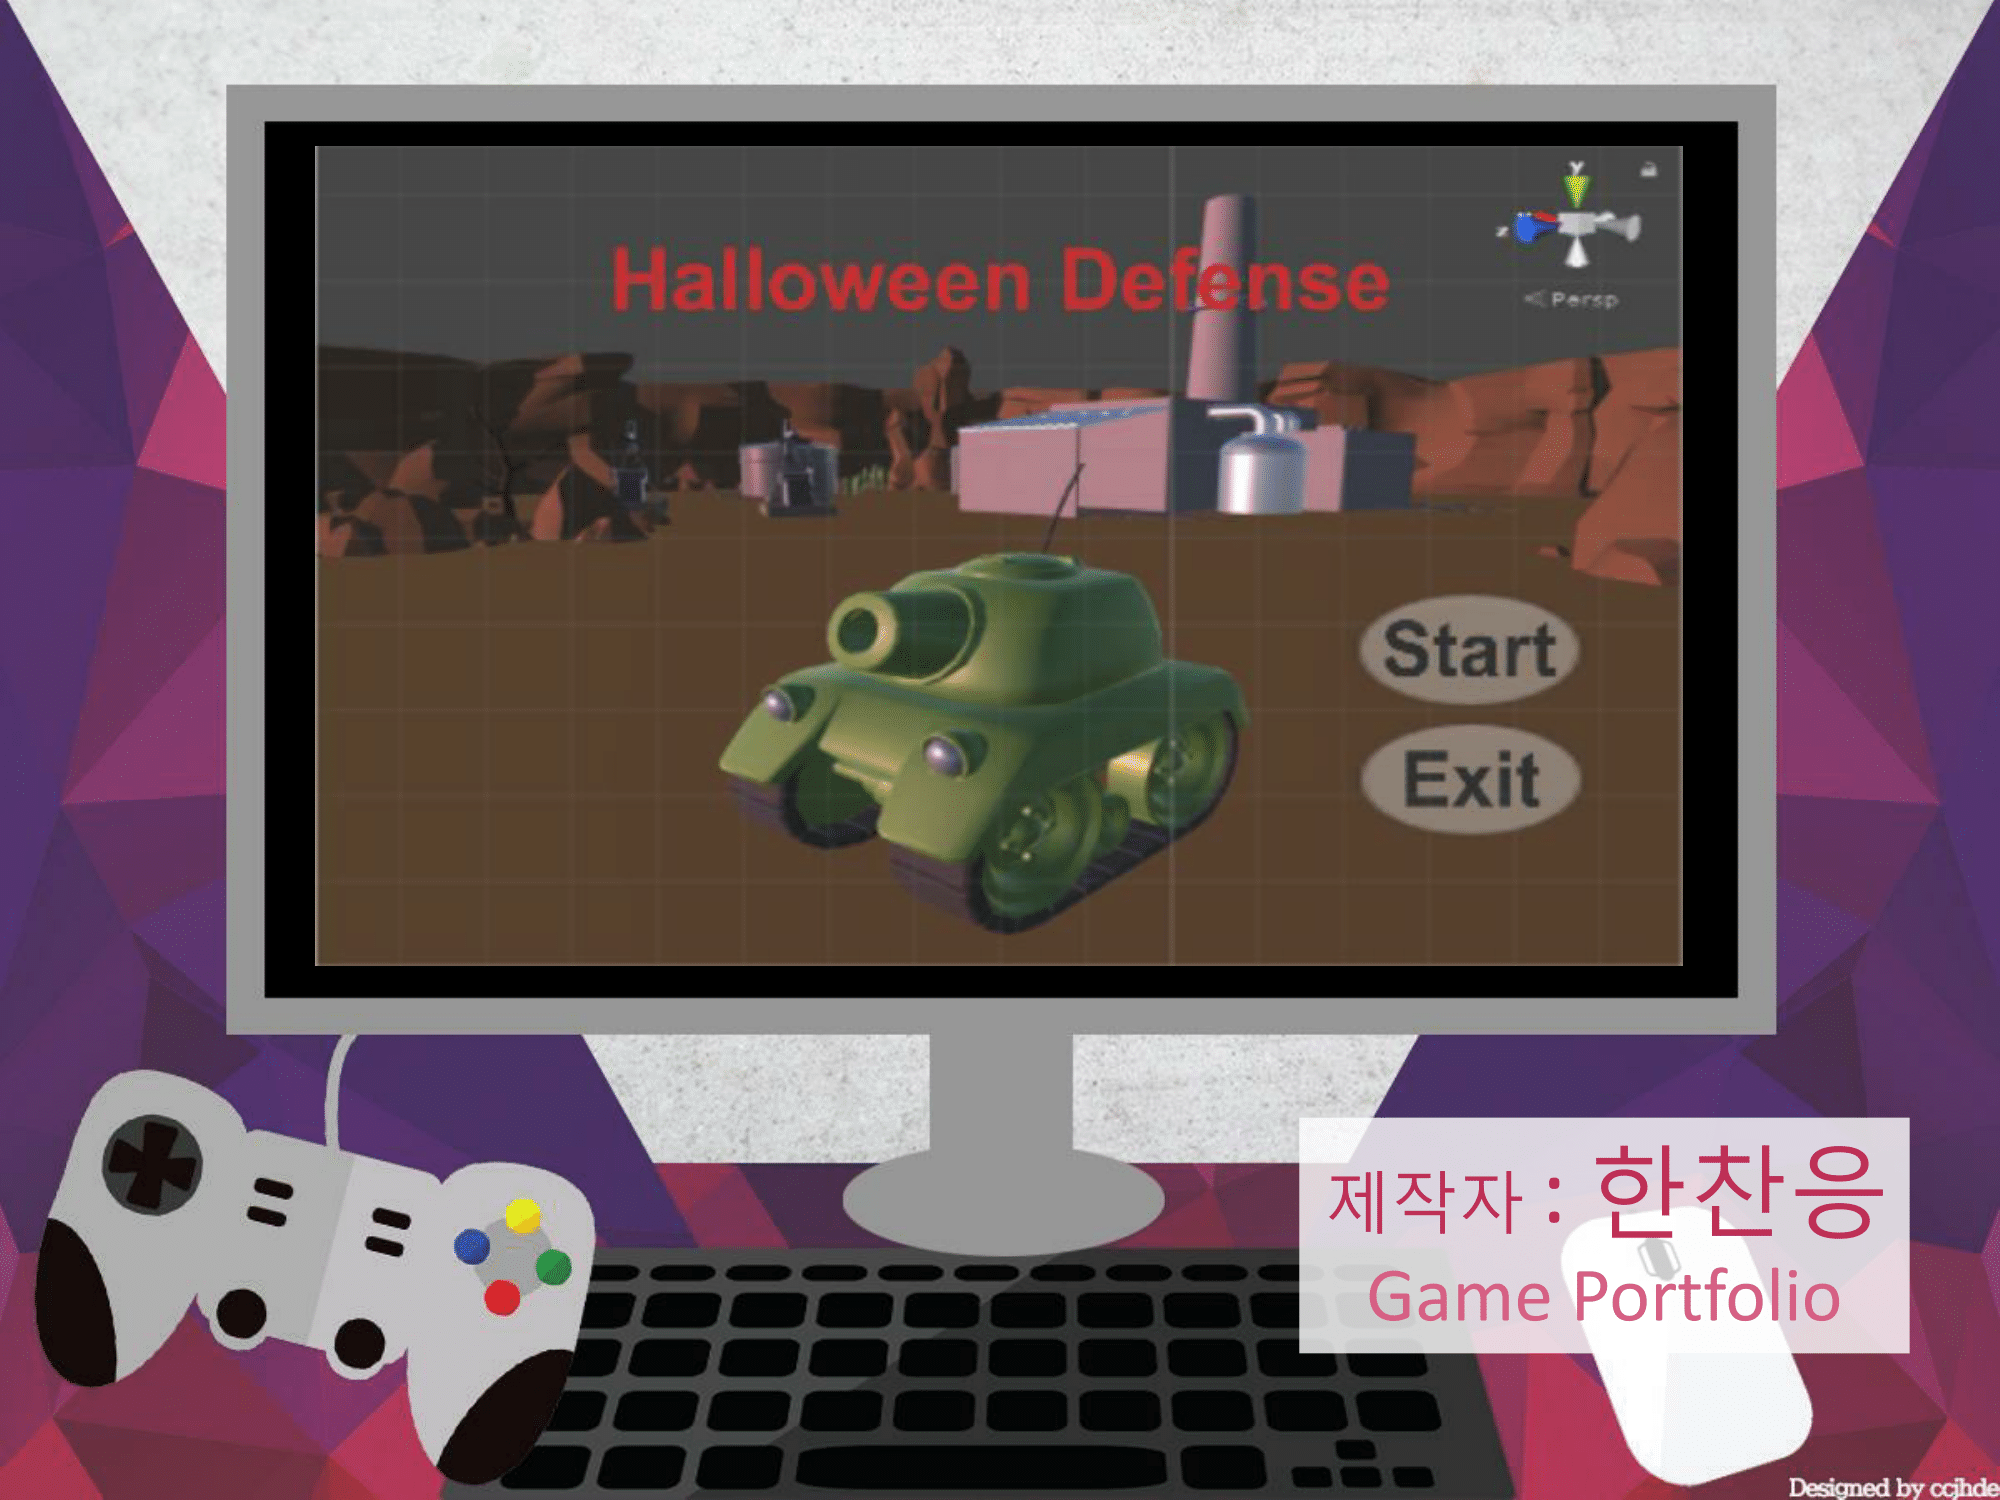 Halloween Defense
y
z
< Persp
Start
Exit
제작자 : 한찬응
Game Portfolio
Designed by ccjhde